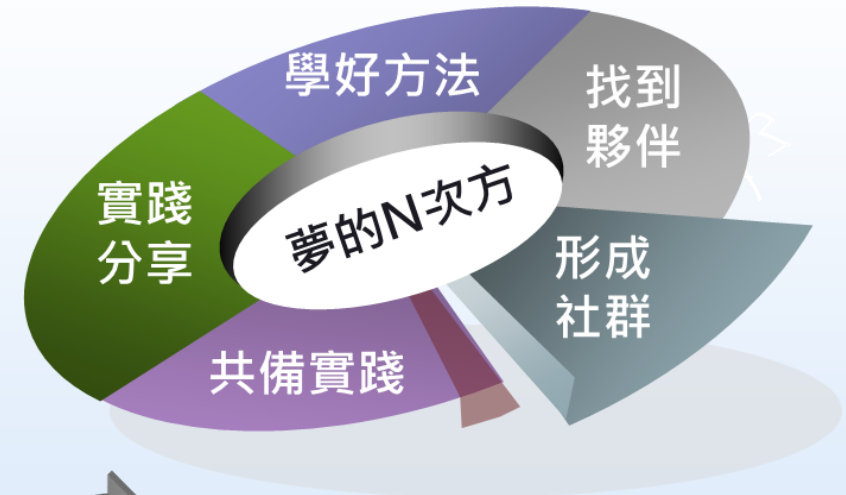 學好方法
找到
夥伴
實踐
分享
夢的N次方
形成
社群
共備實踐